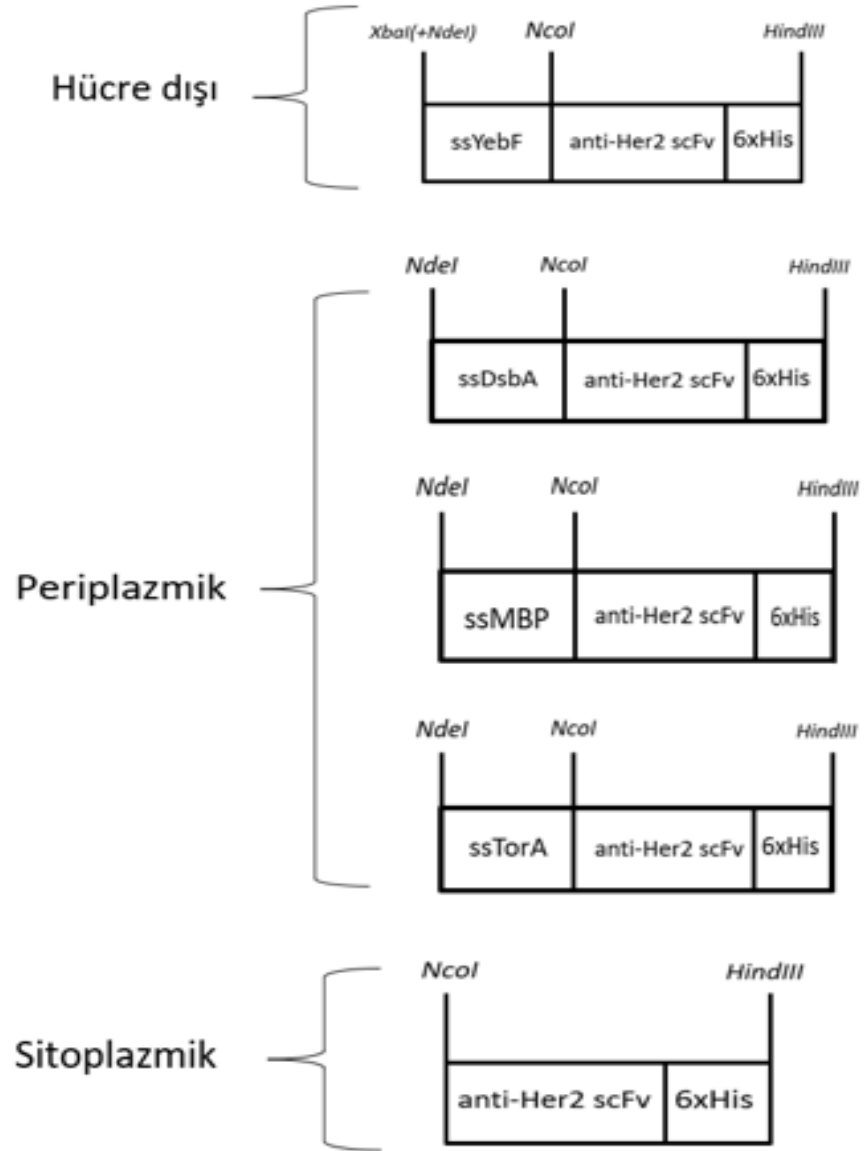 XbaI(+NdeI) NcoI HindIII
Hücre dışı
ssYebF anti-Her2 scFv 6xHis
NdeI NcoI HindIII
ssDsbA anti-Her2 scFv 6xHis
NdeI NcoI HindIII
Periplazmik
ssMBP anti-Her2 scFv 6xHis
NdeI NcoI HindIII
ssTorA anti-Her2 scFv 6xHis
NcoI HindIII
Sitoplazmik
anti-Her2 scFv 6xHis